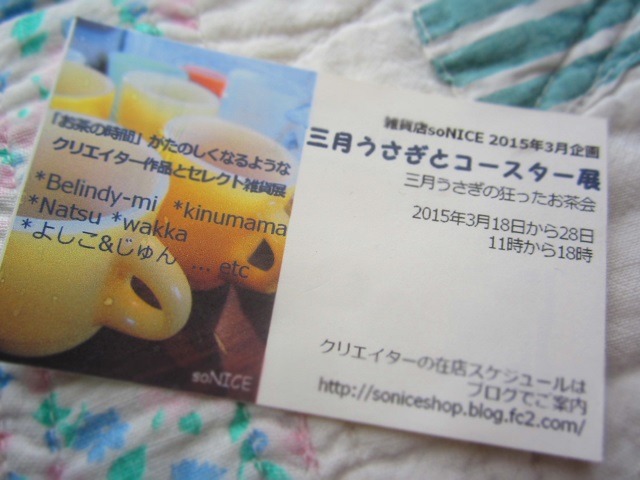 「お茶の時間」がたのしくなるような
クリエイター作品とセレクト雑貨展
*Belindy-mi *kinumama
*Natsu *wakka
*よしこ&じゅん ... etc
soNICE
雑貨店soNICE 2015年3月企画
三月うさぎとコースター展
三月うさぎの狂ったお茶会
2015年3月18日から28日
11時から18時
クリエイターの在店スケジュールは
ブログでご案内
http://soniceshop.blog.fc2.com/